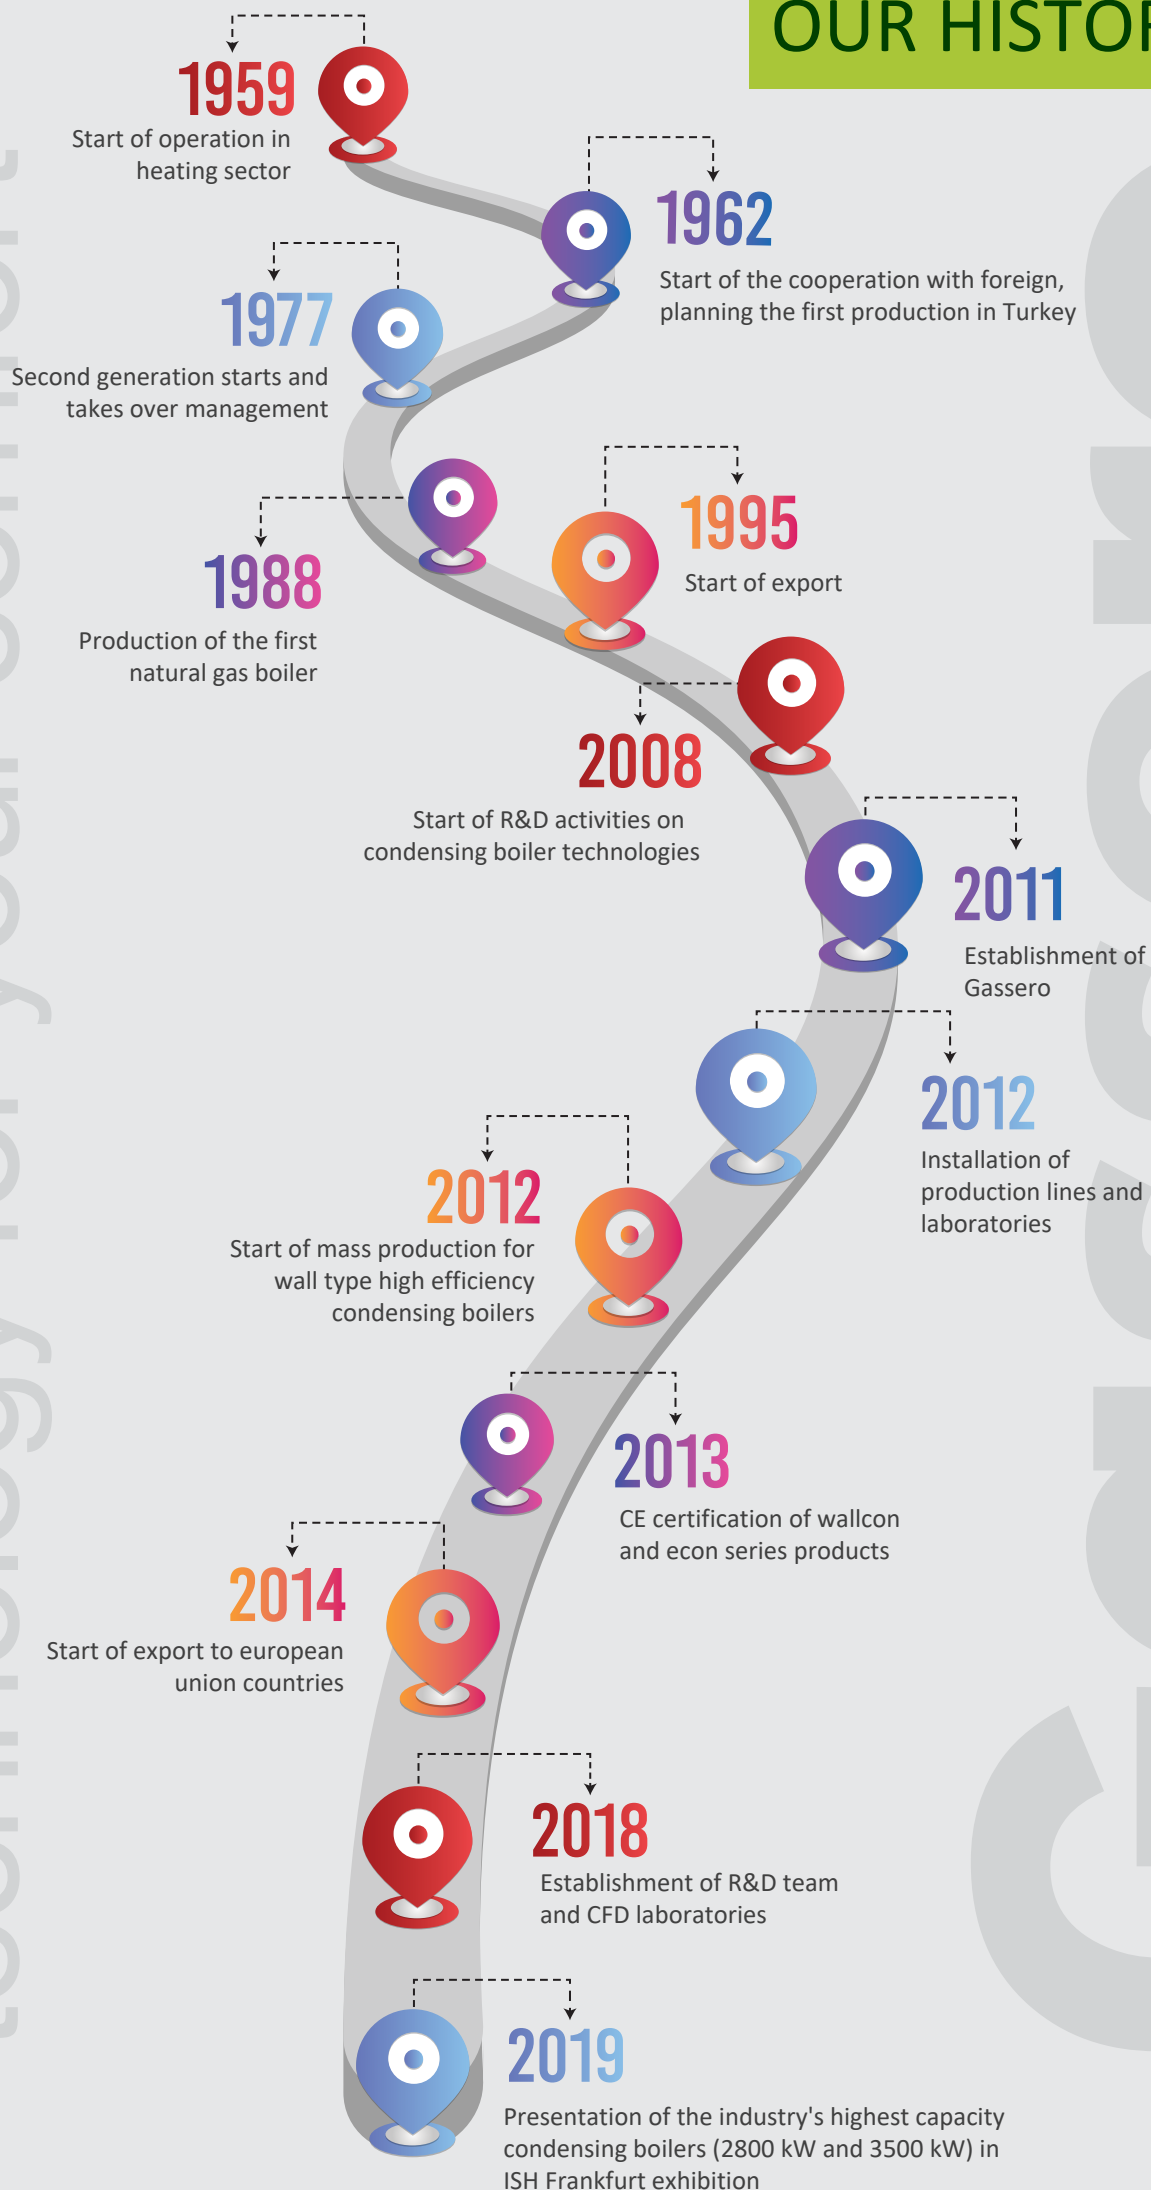 OUR HISTOR
1959
Start of operation in
heating sector
1962
Start of the cooperation with foreign,
planning the first production in Turkey
1977
Second generation starts and
takes over management
1988
Production of the first
natural gas boiler
1995
Start of export
2008
Start of R&D activities on
condensing boiler technologies
2011
Establishment of
Gassero
2012
Installation of
production lines and
laboratories
2012
Start of mass production for
wall type high efficiency
condensing boilers
2013
CE certification of wallcon
and econ series products
2014
Start of export to european
union countries
2018
Establishment of R&D team
and CFD laboratories
2019
Presentation of the industry's highest capacity
condensing boilers (2800 kW and 3500 kW) in
ISH Frankfurt exhibition